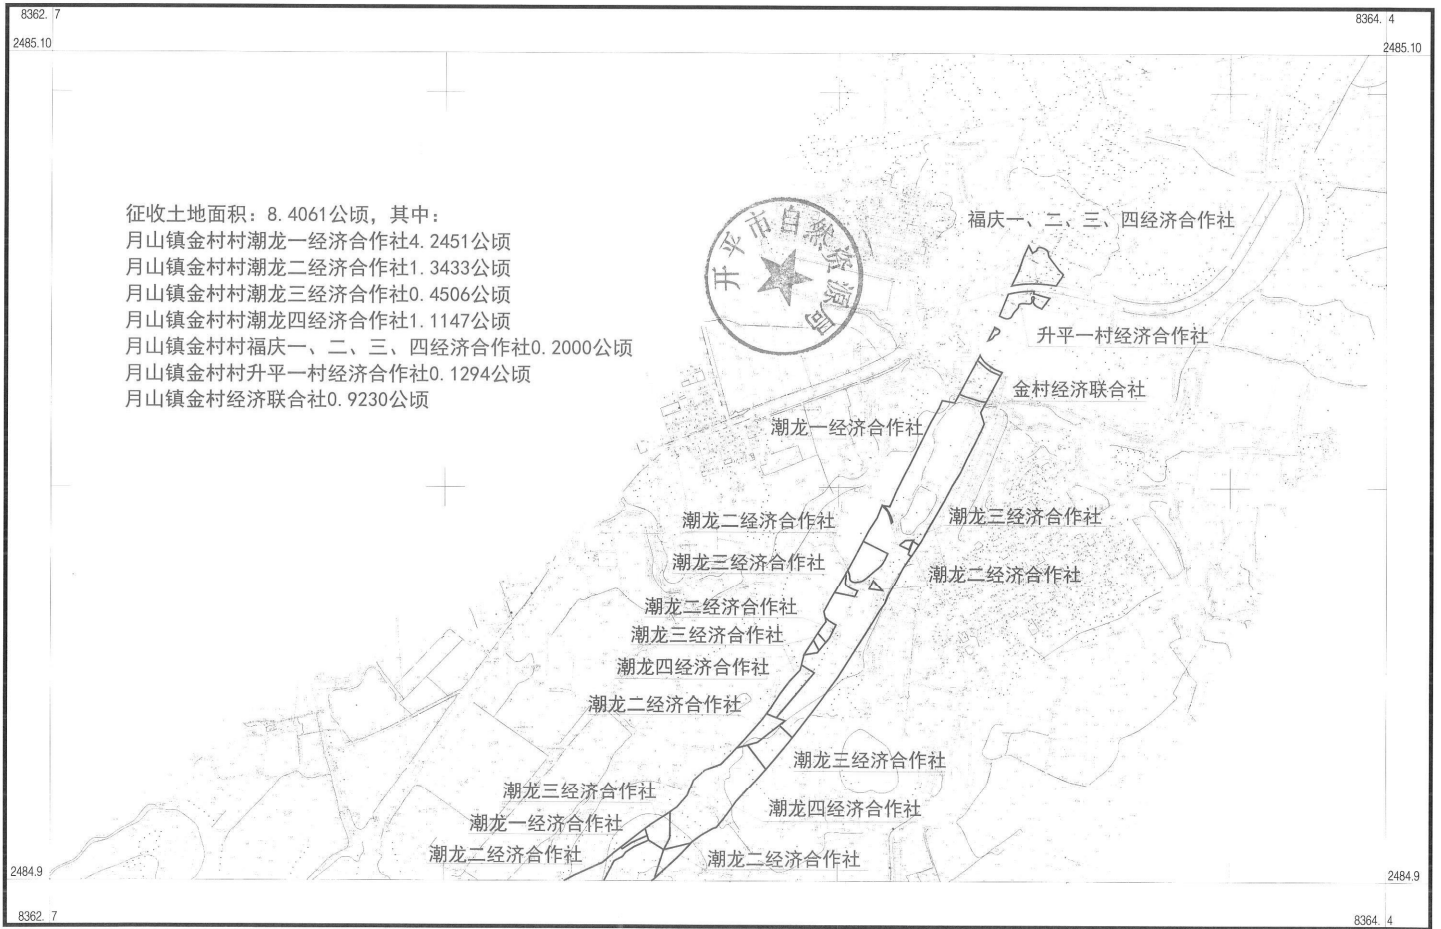 8362. 7
8364. 4
2485.10
2485.10
征收土地面积：8.4061公顷，其中：
月山镇金村村潮龙一经济合作社4.2451公顷
月山镇金村村潮龙二经济合作社1.3433公顷
月山镇金村村潮龙三经济合作社0.4506公顷
月山镇金村村潮龙四经济合作社1.1147公顷
月山镇金村村福庆一、二、三、四经济合作社0.2000公顷
月山镇金村村升平一村经济合作社0.1294公顷
月山镇金村经济联合社0.9230公顷
开平市自然资源局
福庆一、二、三、四经济合作社
升平一村经济合作社
金村经济联合社
潮龙一经济合作社
潮龙二经济合作社
潮龙三经济合作社
潮龙三经济合作社
潮龙二经济合作社
潮龙二经济合作社
潮龙三经济合作社
潮龙四经济合作社
潮龙二经济合作社
潮龙三经济合作社
潮龙三经济合作社
潮龙四经济合作社
潮龙一经济合作社
潮龙二经济合作社
潮龙二经济合作社
2484.9
2484.9
8362. 7
8364. 4